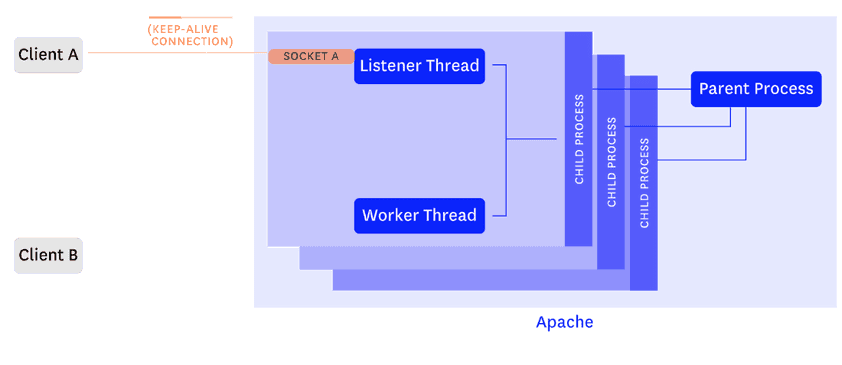 (KEEP-ALIVE
CONNECTION)
Client A
SOCKET A
Listener Thread
Parent Process
CHILD PROCESS
CHILD PROCESS
CHILD PROCESS
Worker Thread
Client B
Apache